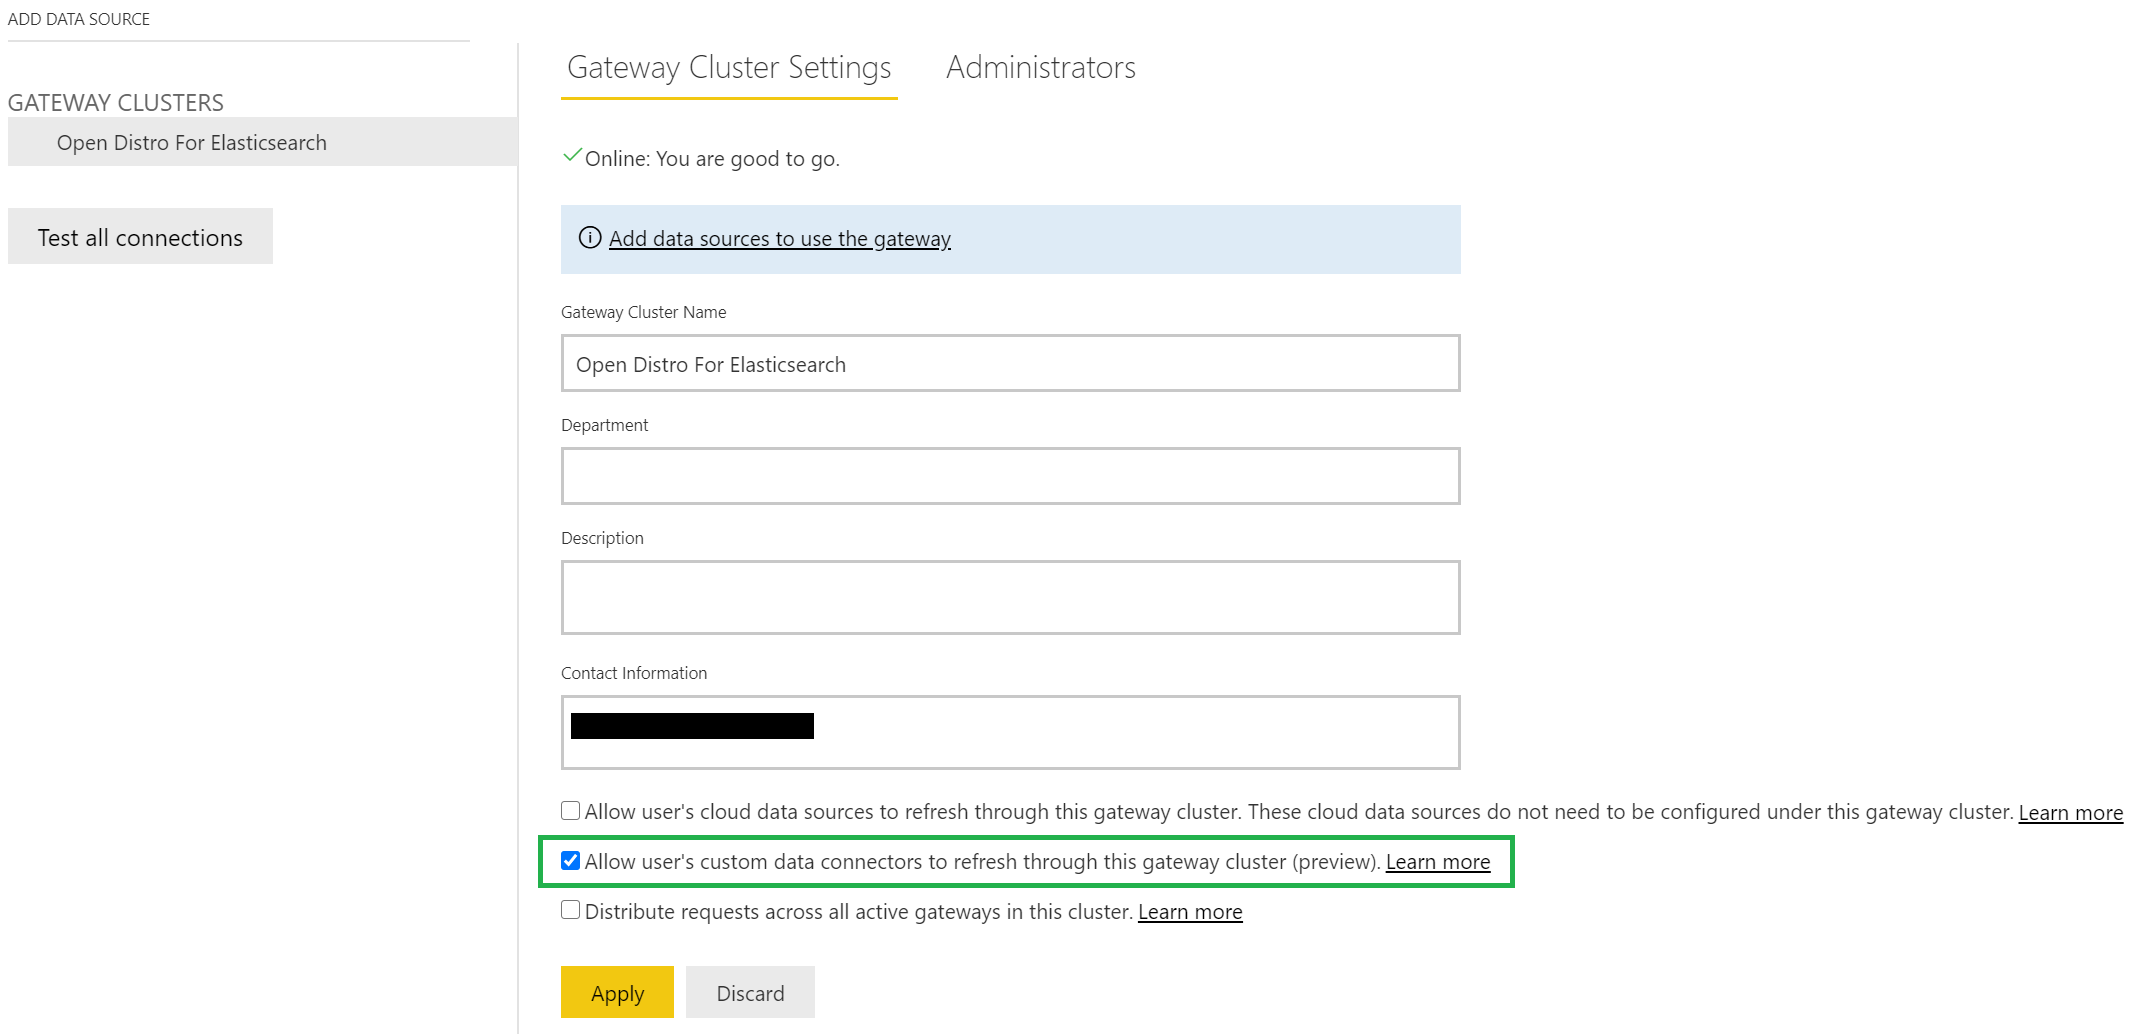 ADD DATA SOURCE
GATEWAY CLUSTERS
Open Distro For Elasticsearch
Test all connections
Gateway Cluster Settings
Administrators
Online: You are good to go.
Add data sources to use the gateway
Gateway Cluster Name
Open Distro For Elasticsearch
Department
Description
Contact Information
Allow user's cloud data sources to refresh through this gateway cluster. These cloud data sources do not need to be configured under this gateway cluster. Learn more
Allow user's custom data connectors to refresh through this gateway cluster (preview). Learn more
Distribute requests across all active gateways in this cluster. Learn more
Apply
Discard